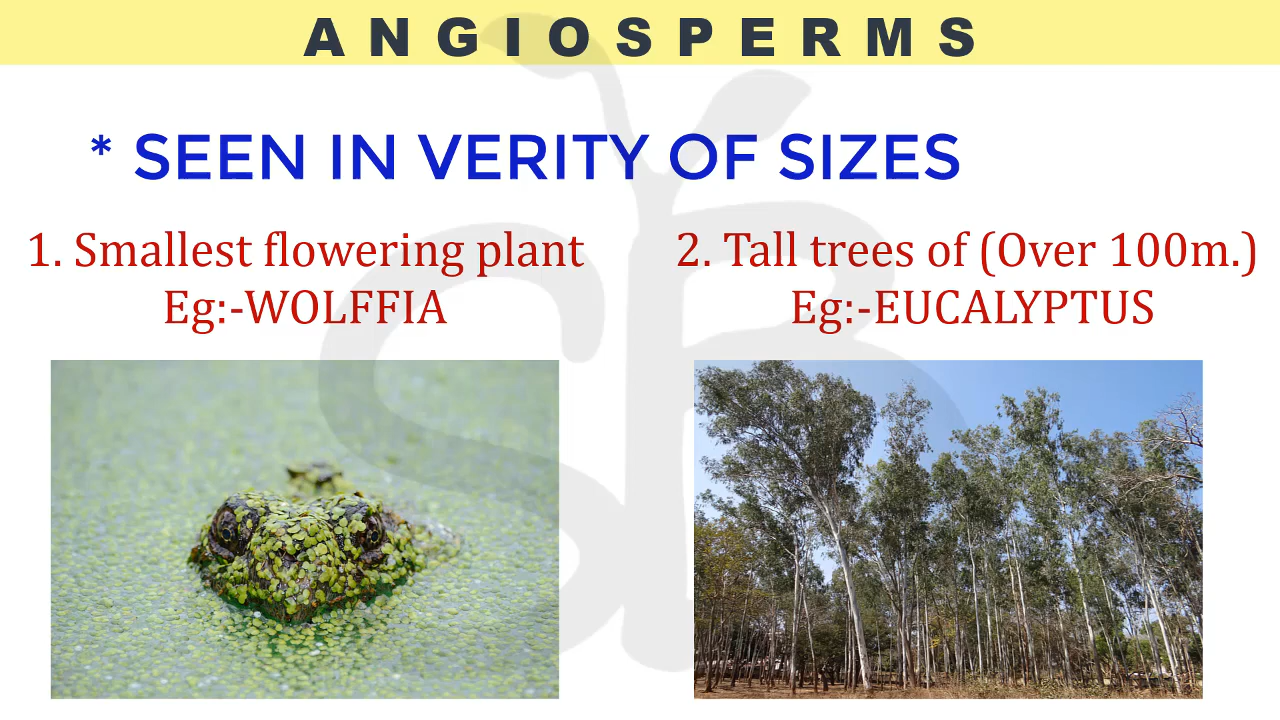 ANGIOSPERMS
* SEEN IN VERITY OF SIZES
1. Smallest flowering plant
Eg:-WOLFFIA
2. Tall trees of (Over 100m.)
Eg:-EUCALYPTUS